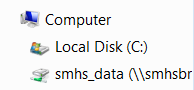 Computer
Local Disk (C:)
smhs_data (\\smhsbr